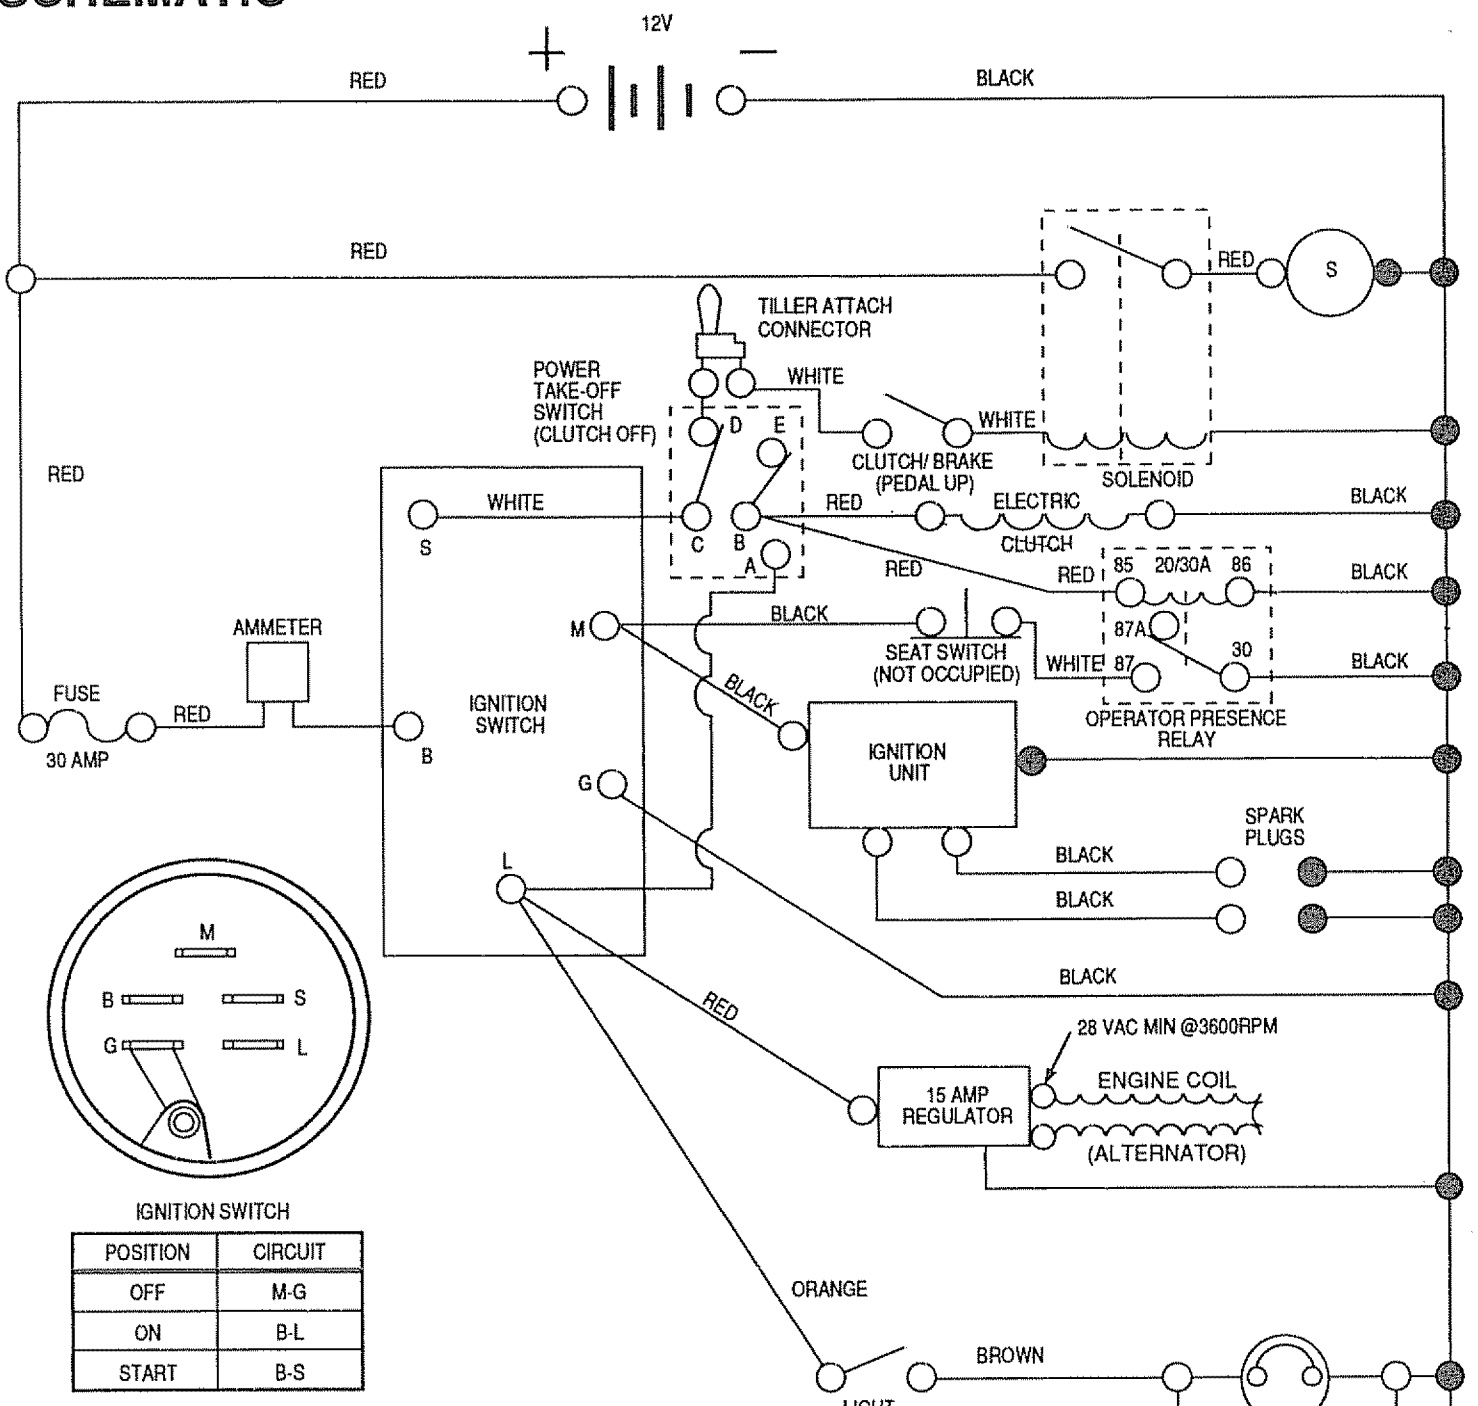 SCHEMATIC
12V
+
−
RED
BLACK
RED
RED
S
TILLER ATTACH
CONNECTOR
POWER
TAKE-OFF
SWITCH
(CLUTCH OFF)
WHITE
D
E
WHITE
CLUTCH/ BRAKE
(PEDAL UP)
SOLENOID
RED
WHITE
S
C
B
A
RED
ELECTRIC
CLUTCH
BLACK
RED
RED
85
20/30A
86
BLACK
87A
30
87
WHITE
BLACK
OPERATOR PRESENCE
RELAY
M
BLACK
SEAT SWITCH
(NOT OCCUPIED)
BLACK
AMMETER
FUSE
30 AMP
RED
B
IGNITION
SWITCH
G
L
IGNITION
UNIT
SPARK
PLUGS
BLACK
BLACK
BLACK
M
B
S
G
L
RED
28 VAC MIN @3600RPM
15 AMP
REGULATOR
ENGINE COIL
(ALTERNATOR)
IGNITION SWITCH
POSITION CIRCUIT
OFF M-G
ON B-L
START B-S
ORANGE
BROWN
LIGHT